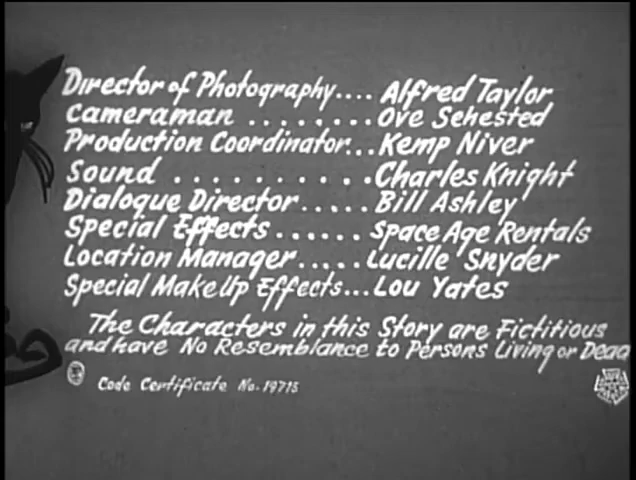 Director of Photography.... Alfred Taylor
Cameraman ........ Ove Sehested
Production Coordinator... Kemp Niver
Sound .......... Charles Knight
Dialogue Director ..... Bill Ashley
Special Effects ...... Space Age Rentals
Location Manager ..... Lucille Snyder
Special MakeUp Effects... Lou Yates
The Characters in this Story are Fictitious
and have No Resemblance to Persons Living or Dead
Code Certificate No. 19715